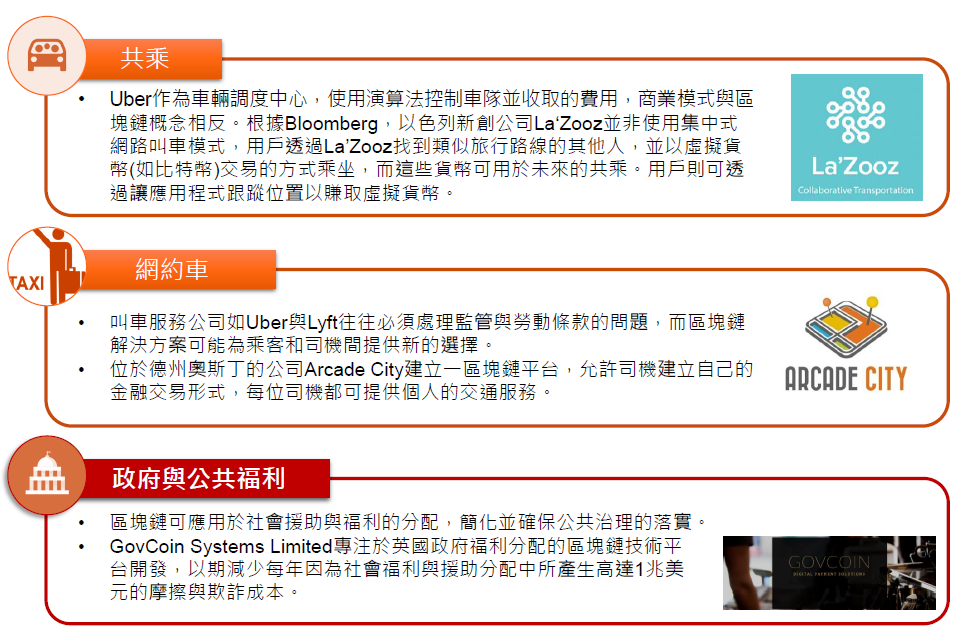 共乘
• Uber作為車輛調度中心，使用演算法控制車隊並收取的費用，商業模式與區
塊鏈概念相反。根據Bloomberg，以色列新創公司La‘Zooz並非使用集中式
網路叫車模式，用戶透過La’Zooz找到類似旅行路線的其他人，並以虛擬貨
幣(如比特幣)交易的方式乘坐，而這些貨幣可用於未來的共乘。用戶則可透
過讓應用程式跟蹤位置以賺取虛擬貨幣。
La’Zooz
Collaborative Transportation
TAXI
網約車
• 叫車服務公司如Uber與Lyft往往必須處理監管與勞動條款的問題，而區塊鏈
解決方案可能為乘客和司機間提供新的選擇。
• 位於德州奧斯丁的公司Arcade City建立一區塊鏈平台，允許司機建立自己的
金融交易形式，每位司機都可提供個人的交通服務。
ARCADE CITY
政府與公共福利
• 區塊鏈可應用於社會援助與福利的分配，簡化並確保公共治理的落實。
• GovCoin Systems Limited專注於英國政府福利分配的區塊鏈技術平
台開發，以期減少每年因為社會福利與援助分配中所產生高達1兆美
元的摩擦與欺詐成本。
GOVCOIN
DIGITAL PAYMENT SOLUTIONS